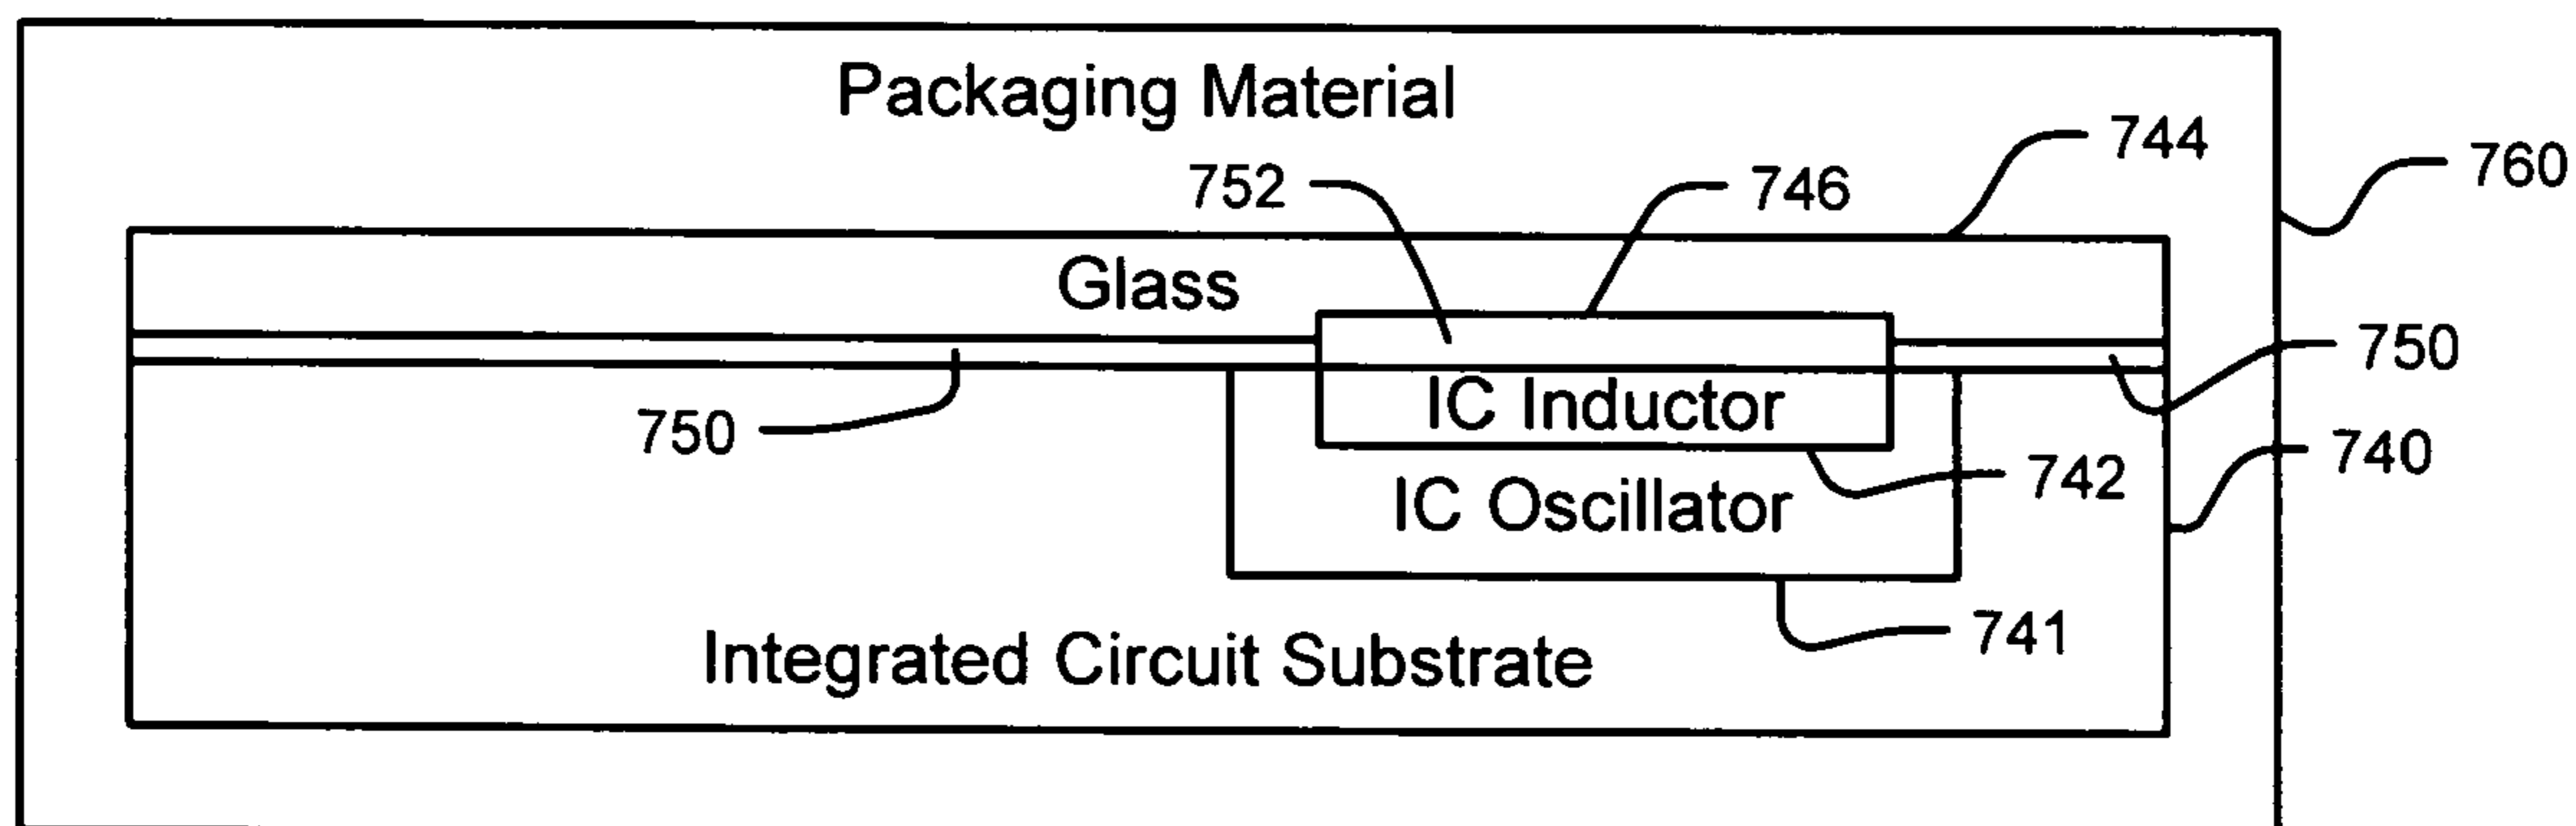 Packaging Material
744
760
752
746
Glass
750
750
IC Inductor
740
742
IC Oscillator
741
Integrated Circuit Substrate